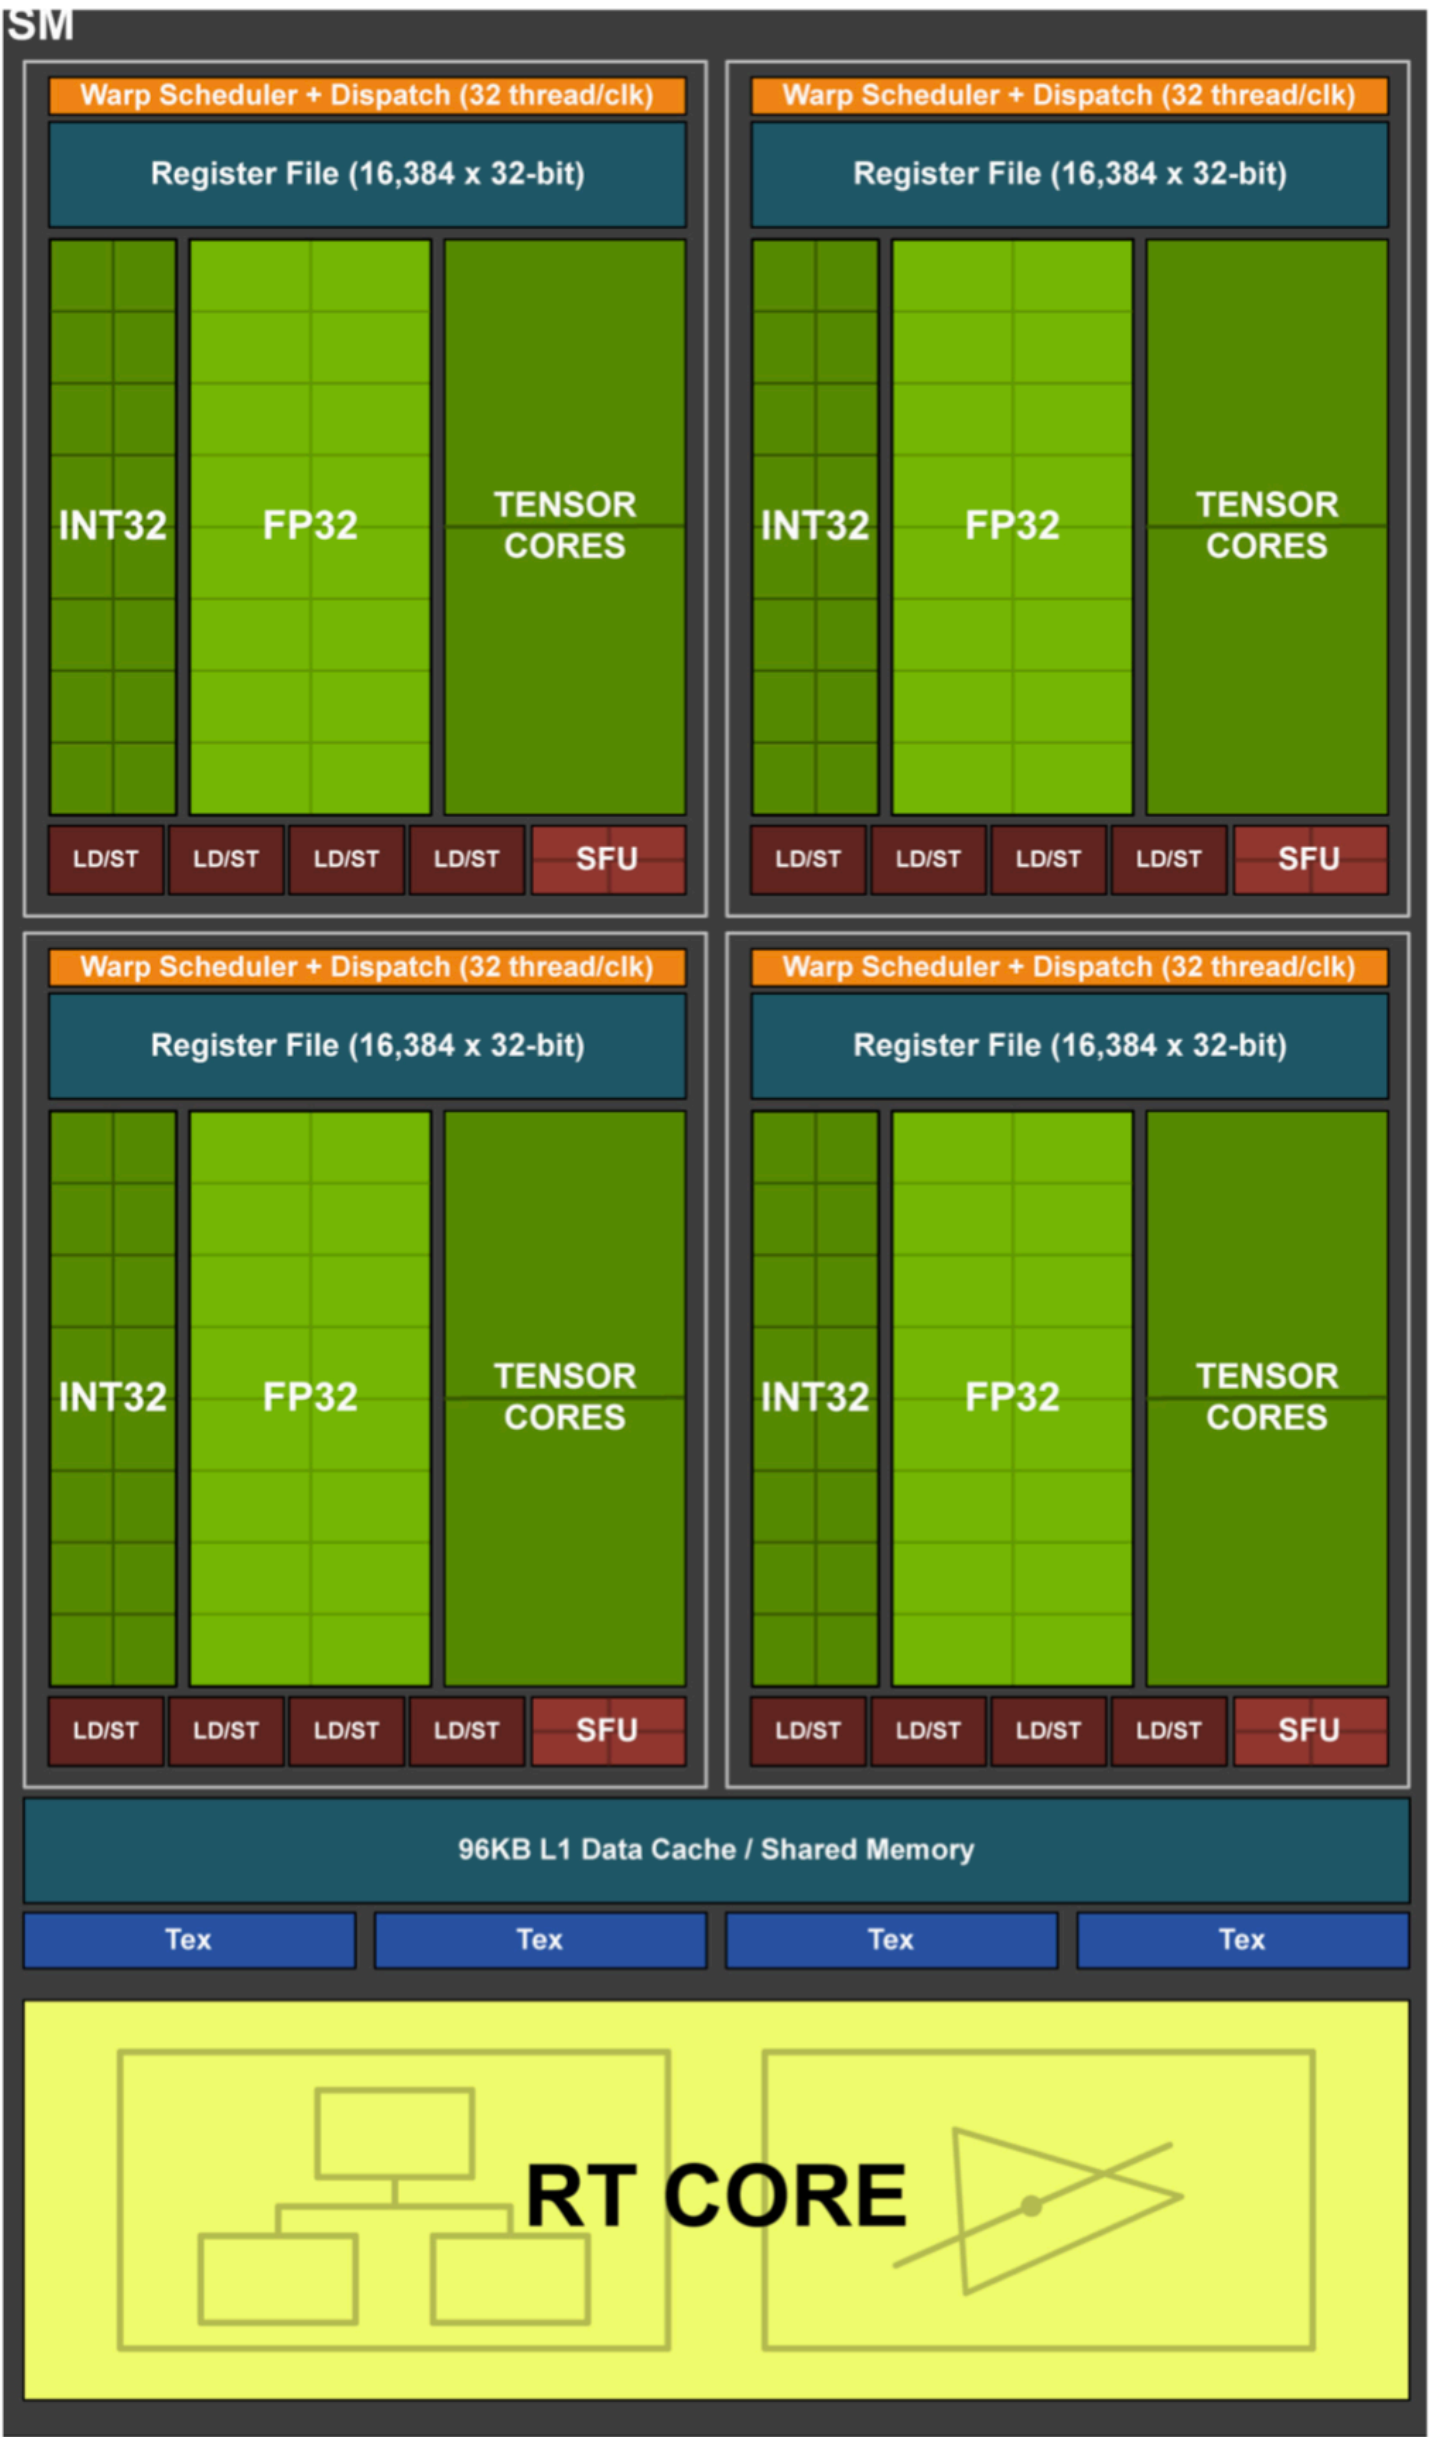 SM
Warp Scheduler + Dispatch (32 thread/clk)
Register File (16,384 x 32-bit)
INT32
FP32
TENSOR
CORES
LD/ST
LD/ST
LD/ST
LD/ST
SFU
Warp Scheduler + Dispatch (32 thread/clk)
Register File (16,384 x 32-bit)
INT32
FP32
TENSOR
CORES
LD/ST
LD/ST
LD/ST
LD/ST
SFU
Warp Scheduler + Dispatch (32 thread/clk)
Register File (16,384 x 32-bit)
INT32
FP32
TENSOR
CORES
LD/ST
LD/ST
LD/ST
LD/ST
SFU
Warp Scheduler + Dispatch (32 thread/clk)
Register File (16,384 x 32-bit)
INT32
FP32
TENSOR
CORES
LD/ST
LD/ST
LD/ST
LD/ST
SFU
96KB L1 Data Cache / Shared Memory
Tex
Tex
Tex
Tex
RT CORE